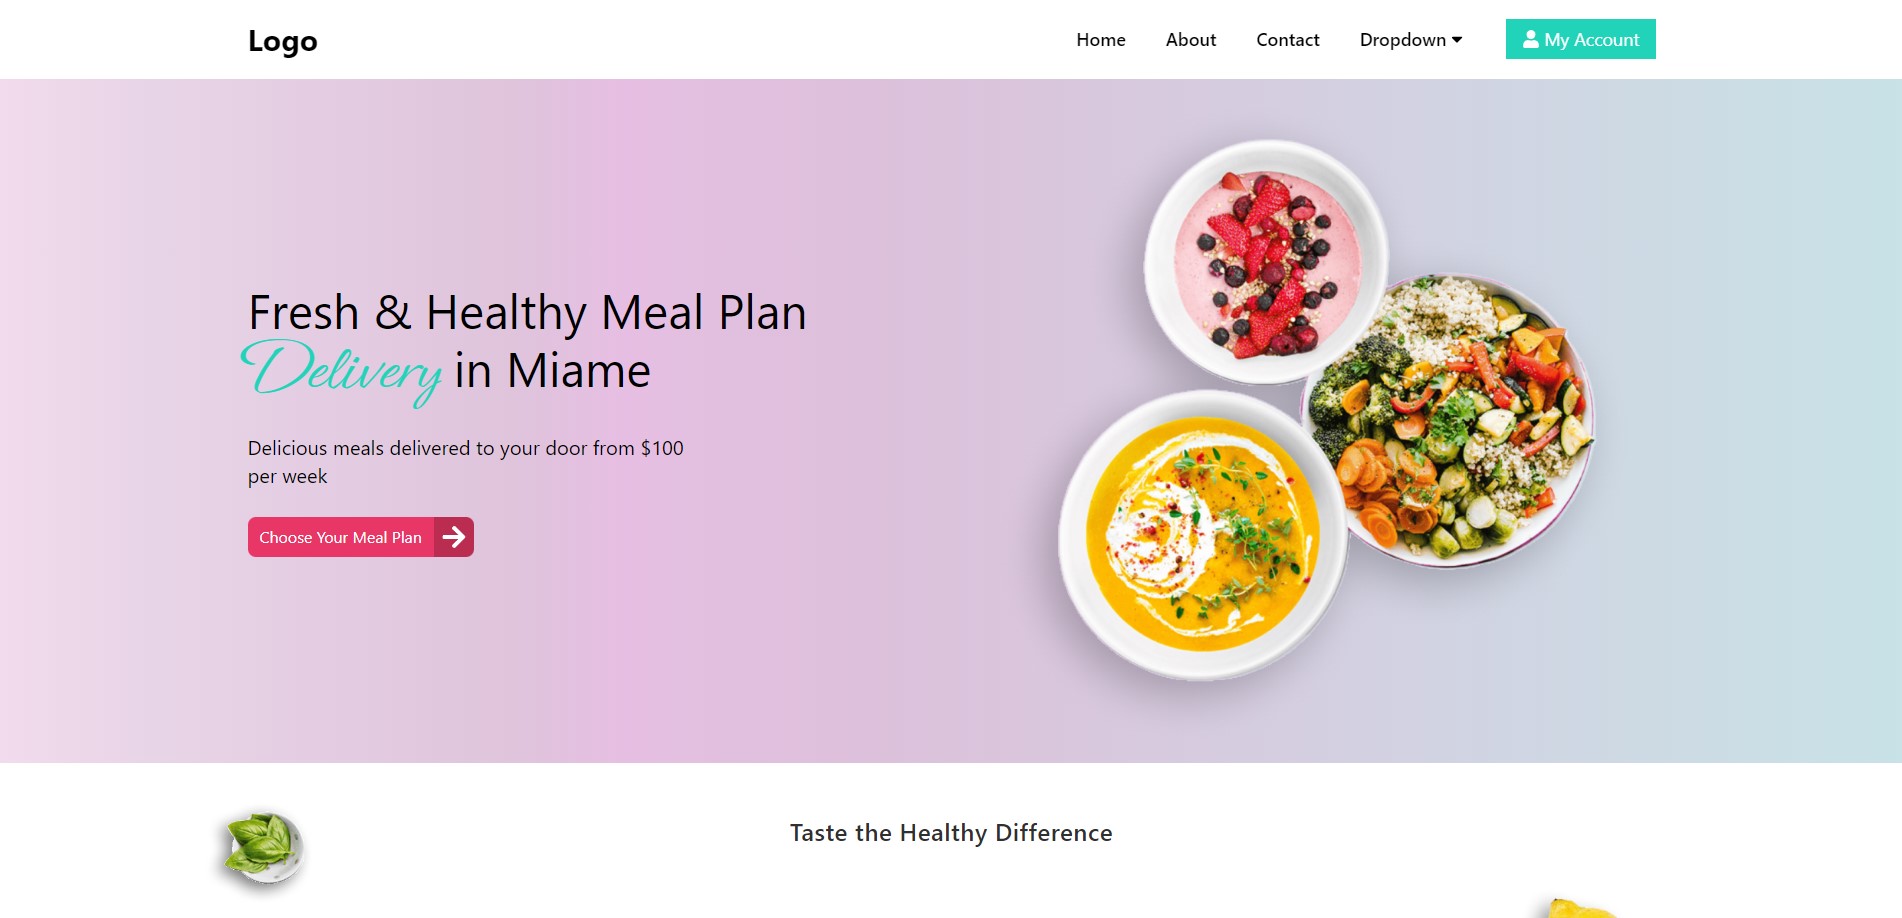 Logo
Home
About
Contact
Dropdown
My Account
Fresh & Healthy Meal Plan
Delivery in Miame
Delicious meals delivered to your door from $100
per week
Choose Your Meal Plan
Taste the Healthy Difference